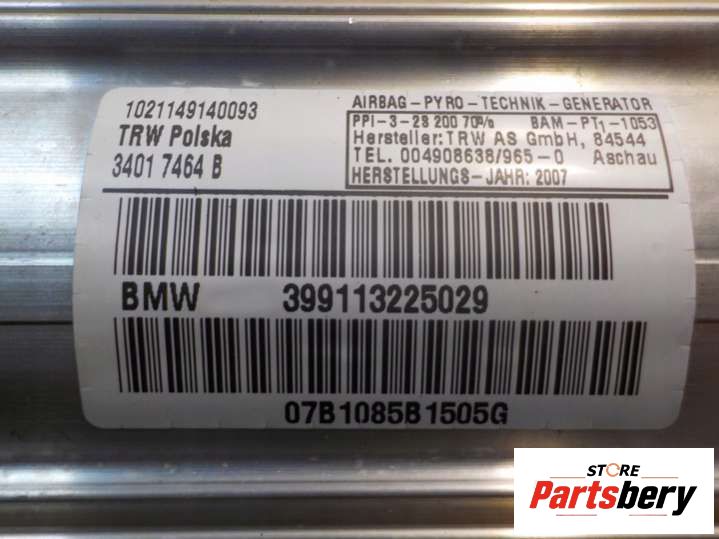 1021149140093
TRW Polska
3401 7464 B
AIRBAG-PYRO-TECHNIK-GENERATOR
PPI-3-28 200 70% BAM-PT1-1053
Hersteller: TRW AS GmbH, 84544
TEL. 004908638/965-0 Aschau
HERSTELLUNGS-JAHR: 2007
BMW 399113225029
07B1085B1505G
STORE
Partsbery